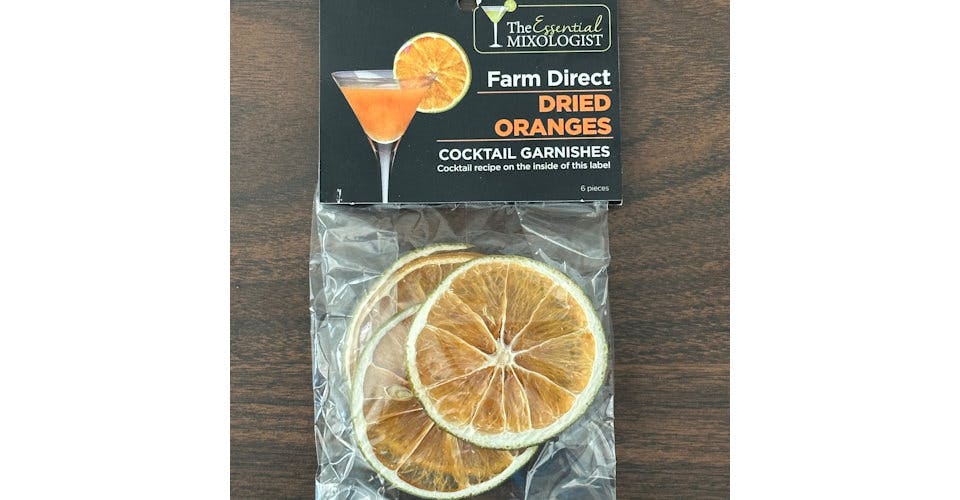 The Essential
MIXOLOGIST
Farm Direct
DRIED
ORANGES
COCKTAIL GARNISHES
Cocktail recipe on the inside of this label
6 pieces